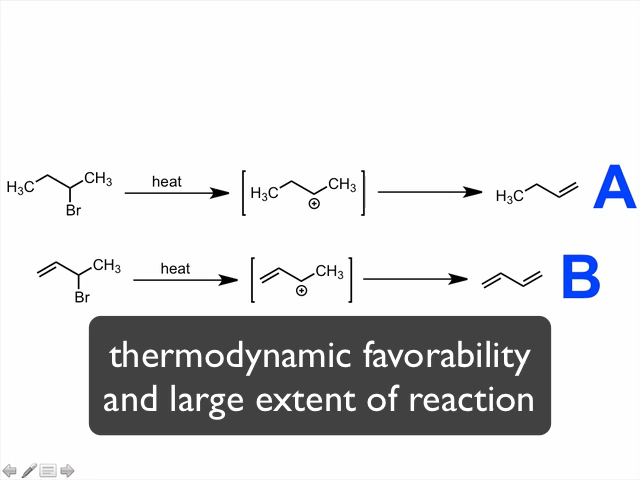 H3C CH3 Br heat H3C CH3 ⊕ H3C A
CH3 Br heat CH3 ⊕ B
thermodynamic favorability
and large extent of reaction